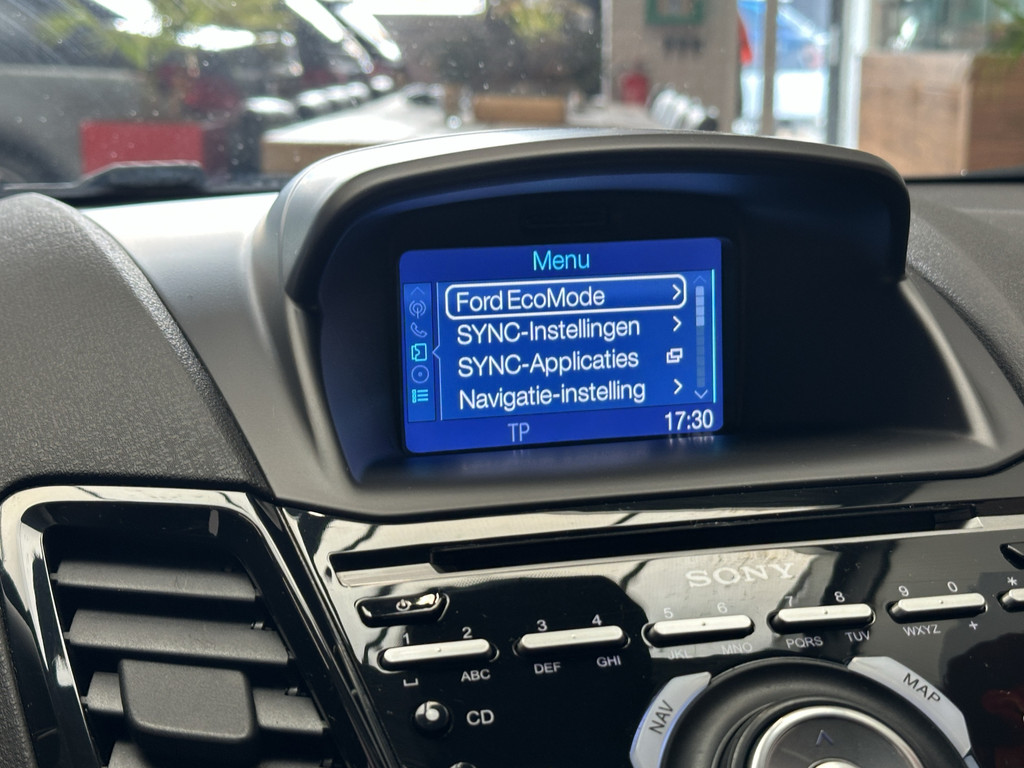 Menu
Ford EcoMode
SYNC-Instellingen
SYNC-Applicaties
Navigatie-instelling
TP 17:30
SONY
1 2 3 4 5 6 7 8 9 0 *
ABC DEF GHI JKL MNO PQRS TUV WXYZ +
CD
NAV MAP